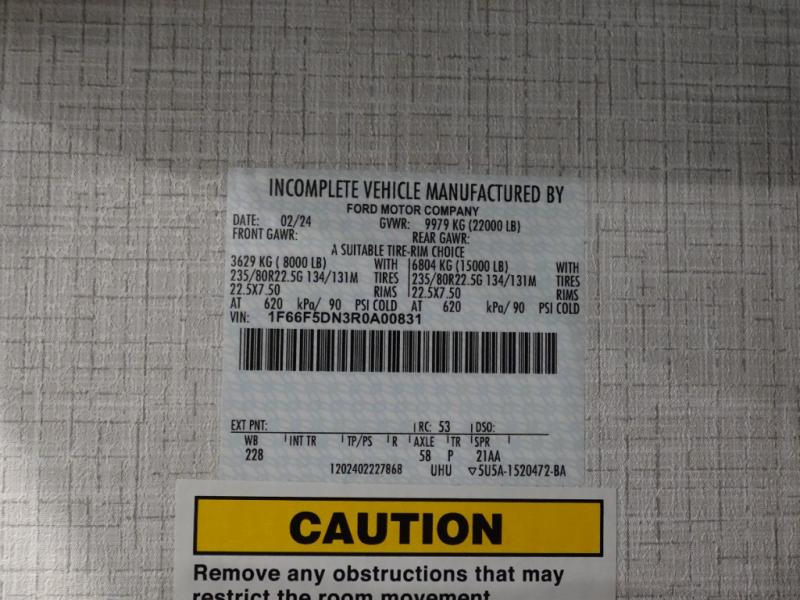 INCOMPLETE VEHICLE MANUFACTURED BY
FORD MOTOR COMPANY
DATE: 02/24 GVWR: 9979 KG (22000 LB)
FRONT GAWR: REAR GAWR:
A SUITABLE TIRE-RIM CHOICE
3629 KG ( 8000 LB) WITH 6804 KG (15000 LB) WITH
235/80R22.5G 134/131M TIRES 235/80R22.5G 134/131M TIRES
22.5X7.50 RIMS 22.5X7.50 RIMS
AT 620 kPa/ 90 PSI COLD AT 620 kPa/ 90 PSI COLD
VIN: 1F66F5DN3R0A00831
EXT PNT: RC: 53 DSO:
WB INT TR TP/PS R AXLE TR SPR
228 58 P 21AA
1202402227868 UHU ▽5U5A-1520472-BA
CAUTION
Remove any obstructions that may
restrict the room movement